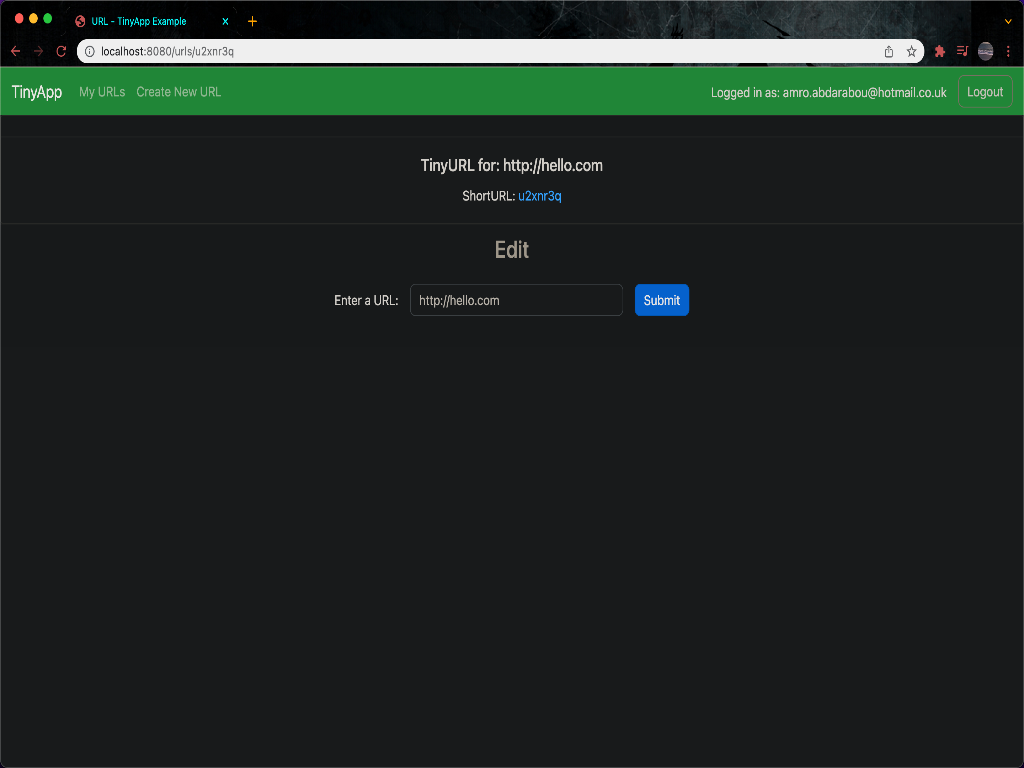 URL - TinyApp Example
localhost:8080/urls/u2xnr3q
TinyApp My URLs Create New URL Logged in as: amro.abdarabou@hotmail.co.uk Logout
TinyURL for: http://hello.com
ShortURL: u2xnr3q
Edit
Enter a URL: http://hello.com Submit